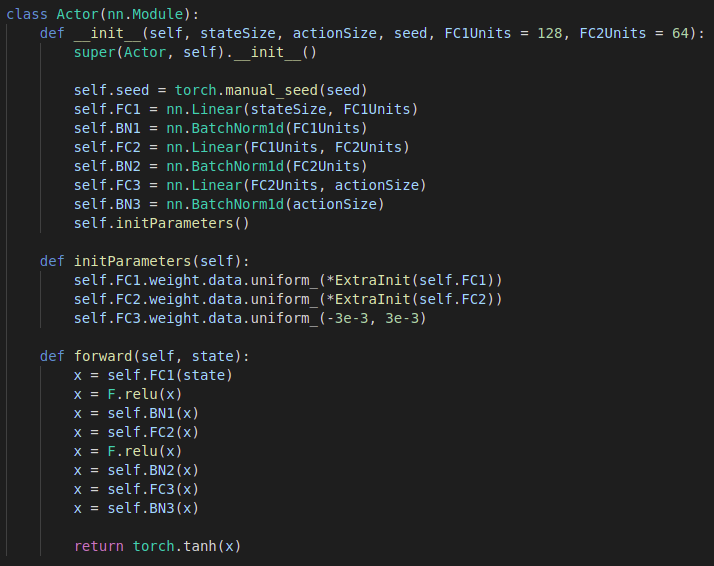 class Actor(nn.Module):
    def __init__(self, stateSize, actionSize, seed, FC1Units = 128, FC2Units = 64):
        super(Actor, self).__init__()

        self.seed = torch.manual_seed(seed)
        self.FC1 = nn.Linear(stateSize, FC1Units)
        self.BN1 = nn.BatchNorm1d(FC1Units)
        self.FC2 = nn.Linear(FC1Units, FC2Units)
        self.BN2 = nn.BatchNorm1d(FC2Units)
        self.FC3 = nn.Linear(FC2Units, actionSize)
        self.BN3 = nn.BatchNorm1d(actionSize)
        self.initParameters()

    def initParameters(self):
        self.FC1.weight.data.uniform_(*ExtraInit(self.FC1))
        self.FC2.weight.data.uniform_(*ExtraInit(self.FC2))
        self.FC3.weight.data.uniform_(-3e-3, 3e-3)

    def forward(self, state):
        x = self.FC1(state)
        x = F.relu(x)
        x = self.BN1(x)
        x = self.FC2(x)
        x = F.relu(x)
        x = self.BN2(x)
        x = self.FC3(x)
        x = self.BN3(x)

        return torch.tanh(x)